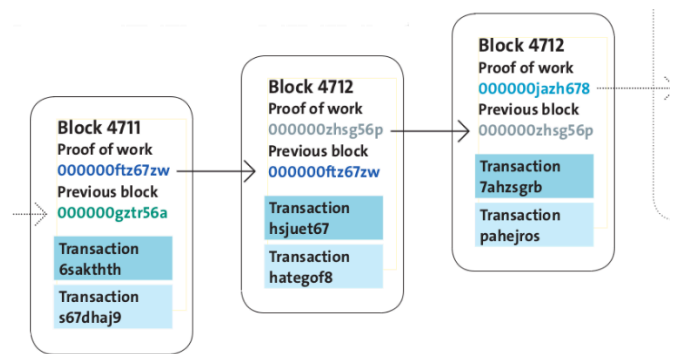 Block 4711
Proof of work
000000ftz67zw
Previous block
000000gztr56a
Transaction
6sakthth
Transaction
s67dhaj9
Block 4712
Proof of work
000000zhsg56p
Previous block
000000ftz67zw
Transaction
hsjuet67
Transaction
hategof8
Block 4712
Proof of work
000000jazh678
Previous block
000000zhsg56p
Transaction
7ahzsgrb
Transaction
pahejros